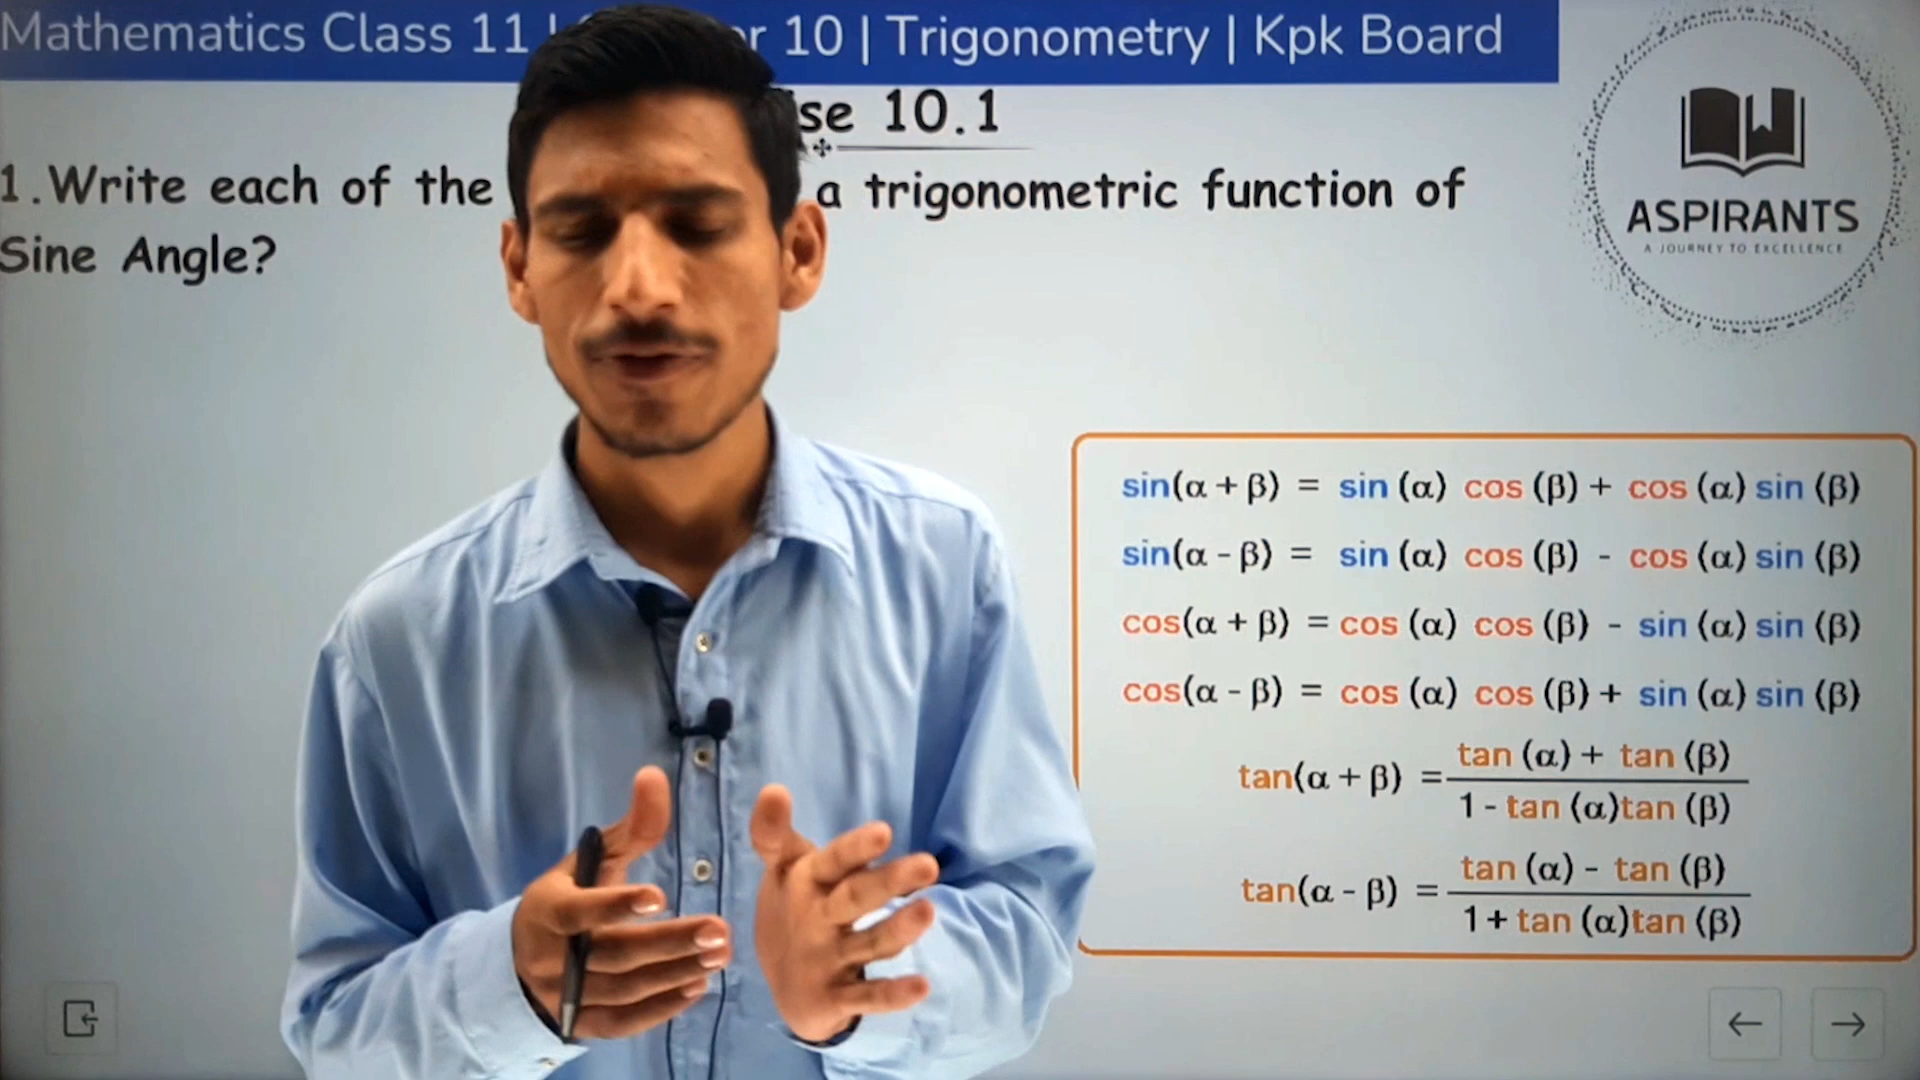 Mathematics Class 11 | r 10 | Trigonometry | Kpk Board
se 10.1
1.Write each of the a trigonometric function of
Sine Angle?
ASPIRANTS
A JOURNEY TO EXCELLENCE
sin(α + β) = sin (α) cos (β) + cos (α) sin (β)
sin(α - β) = sin (α) cos (β) - cos (α) sin (β)
cos(α + β) = cos (α) cos (β) - sin (α) sin (β)
cos(α - β) = cos (α) cos (β) + sin (α) sin (β)
tan(α + β) = tan (α) + tan (β)
1 - tan (α)tan (β)
tan(α - β) = tan (α) - tan (β)
1 + tan (α)tan (β)